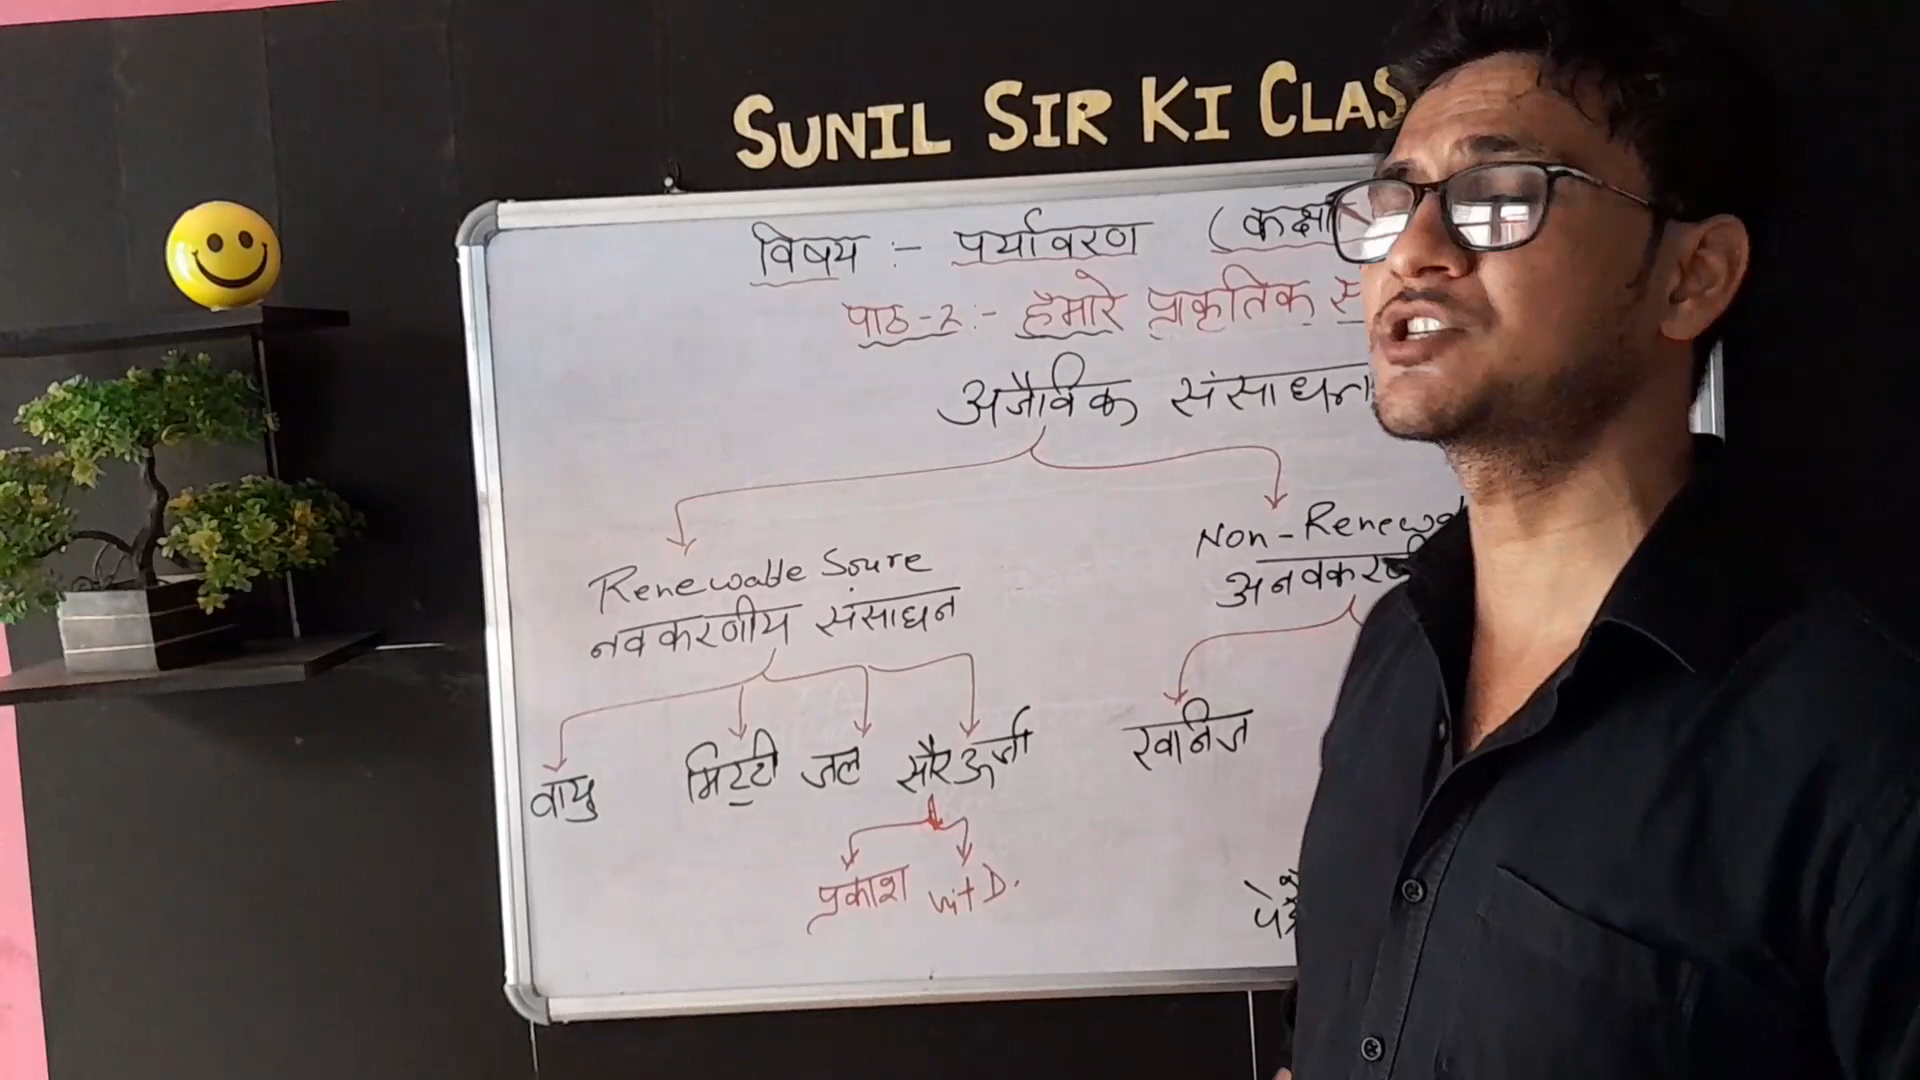 SUNIL SIR KI CLAS
विषय :- पर्यावरण (कक्षा
पाठ-2:- हमारे प्राकृतिक स
अजैविक संसाधन
Renewable Soure
नवकरणीय संसाधन
Non-Renewa
अनवकरणी
वायु मिट्टी जल सौरऊर्जा
खनिज
प्रकाश vit D.